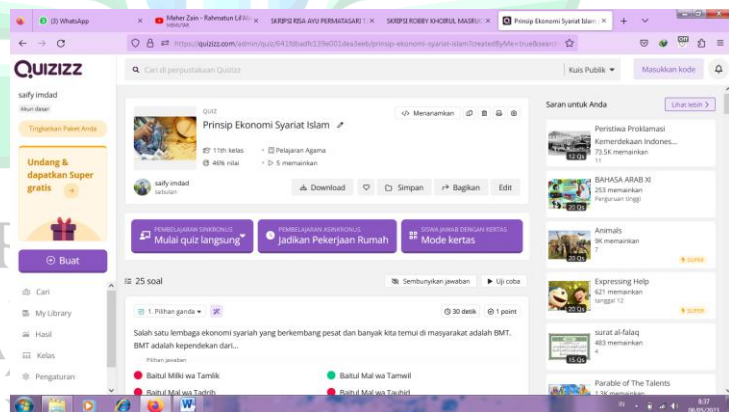 (3) WhatsApp
Meher Zain - Rahmatun Lil'Al
SKRIPSI RISA AYU PERMATASARI
SKRIPSI ROBBY KHOIRUL MASRU
Prinsip Ekonomi Syariat Islam
https://quizizz.com/admin/quiz/
QUIZIZZ
Cari di perpustakaan Quizizz
Kuis Publik
Masukkan kode
saify imdad
Akun dasar
Tingkatkan Paket Anda
Undang &
dapatkan Super
gratis
Buat
Cari
My Library
Hasil
Kelas
Pengaturan
QUIZ
Prinsip Ekonomi Syariat Islam
Menanamkan
11th kelas
Pelajaran Agama
46% nilai
5 memainkan
saify imdad
sebulan
Download
Simpan
Bagikan
Edit
PEMBELAJARAN SINKRONUS
Mulai quiz langsung
PEMBELAJARAN ASINKRONUS
Jadikan Pekerjaan Rumah
SISWA JAWAB DENGAN KERTAS
Mode kertas
25 soal
Sembunyikan jawaban
Uji coba
1. Pilihan ganda
30 detik
1 point
Salah satu lembaga ekonomi syariah yang berkembang pesat dan banyak kita temui di masyarakat adalah BMT.
BMT adalah kependekan dari...
Pilihan jawaban
Baitul Milki wa Tamlik
Baitul Mal wa Tamwil
Baitul Mal wa Tadrib
Baitul Mal wa Tauhid
Saran untuk Anda
Lihat lebih >
Peristiwa Proklamasi
Kemerdekaan Indones...
73.5K memainkan
11
12 Qs
BAHASA ARAB XI
253 memainkan
Perguruan tinggi
20 Qs
Animals
9K memainkan
7
20 Qs
SUPER
Expressing Help
621 memainkan
tanggal 12
20 Qs
SUPER
surat al-falaq
483 memainkan
4
15 Qs
Parable of The Talents
IN
8:37
08/05/2023